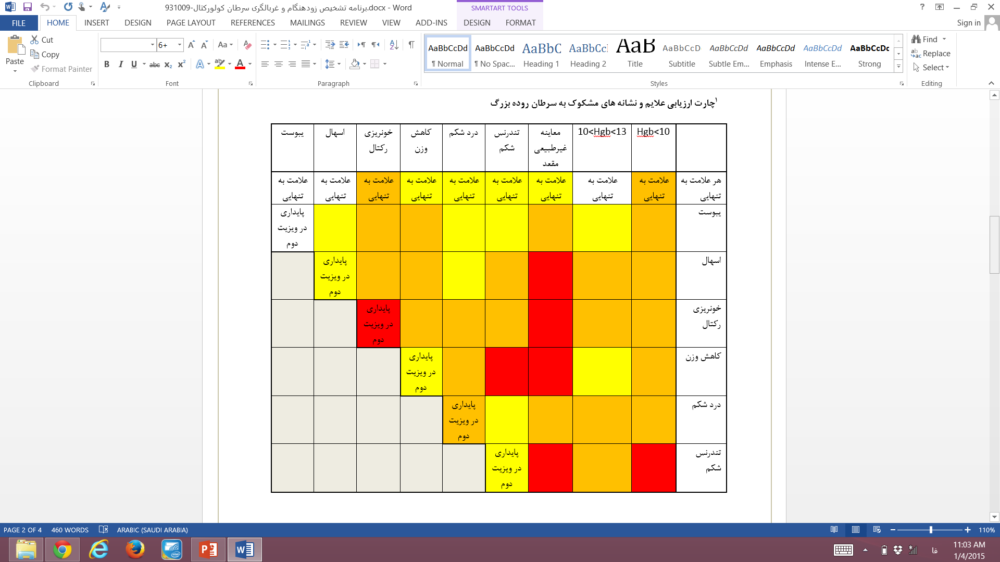 931009-برنامه تشخیص زودهنگام و غربالگری سرطان کولورکتال.docx - Word
SMARTART TOOLS
FILE
HOME
INSERT
DESIGN
PAGE LAYOUT
REFERENCES
MAILINGS
REVIEW
VIEW
ADD-INS
DESIGN
FORMAT
Sign in
Paste
Cut
Copy
Format Painter
6+
AaBbCcDd
¶ Normal
AaBbCcDd
¶ No Spac...
AaBbC
Heading 1
AaBbCc
Heading 2
AaB
Title
AaBbCcD
Subtitle
AaBbCcDd
Subtle Em...
AaBbCcDd
Emphasis
AaBbCcDd
Intense E...
AaBbCcDc
Strong
Find
Replace
Select
Clipboard
Font
Paragraph
Styles
Editing
چارت ارزیابی علایم و نشانه های مشکوک به سرطان روده بزرگ¹
Hgb<10
10<Hgb<13
معاینه
غیرطبیعی
مقعد
تندرنس
شکم
درد شکم
کاهش
وزن
خونریزی
رکتال
اسهال
یبوست
هر علامت به
تنهایی
علامت به
تنهایی
علامت به
تنهایی
علامت به
تنهایی
علامت به
تنهایی
علامت به
تنهایی
علامت به
تنهایی
علامت به
تنهایی
علامت به
تنهایی
علامت به
تنهایی
یبوست
پایداری
در ویزیت
دوم
اسهال
پایداری
در ویزیت
دوم
خونریزی
رکتال
پایداری
در ویزیت
دوم
کاهش وزن
پایداری
در ویزیت
دوم
درد شکم
پایداری
در ویزیت
دوم
تندرنس
شکم
پایداری
در ویزیت
دوم
PAGE 2 OF 4
460 WORDS
ARABIC (SAUDI ARABIA)
110%
فا
11:03 AM
1/4/2015